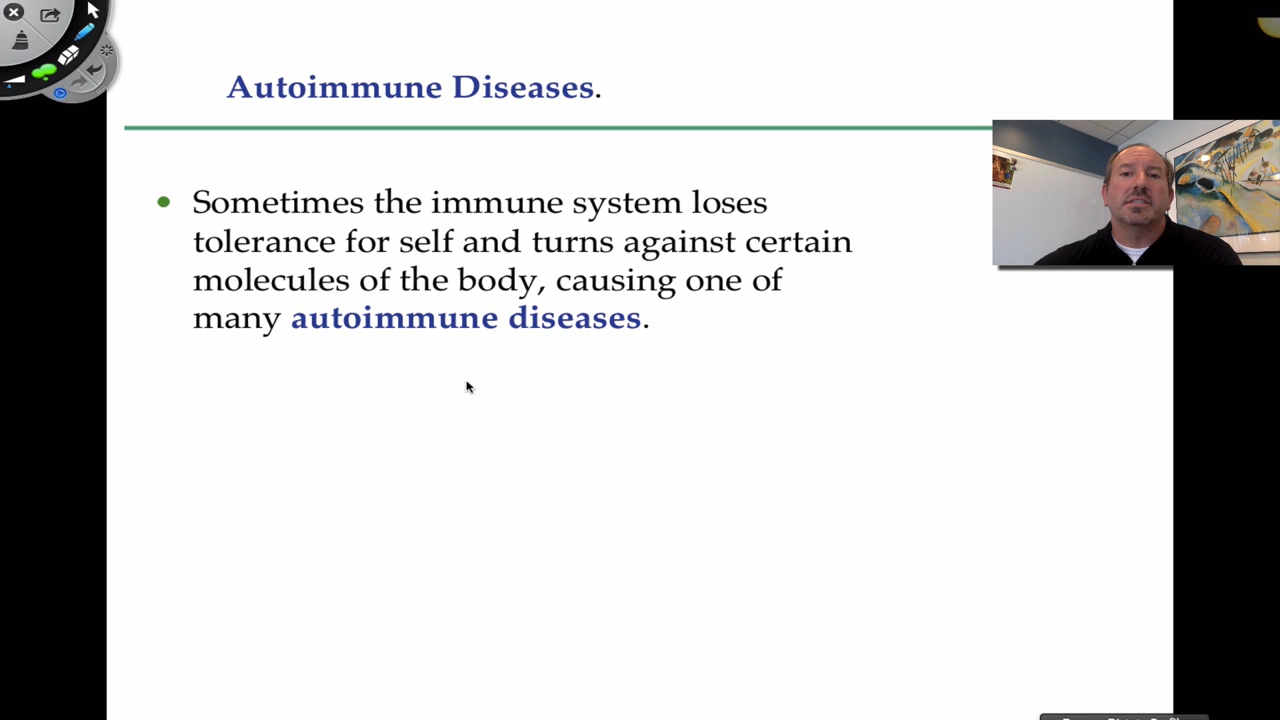 Autoimmune Diseases.
• Sometimes the immune system loses
tolerance for self and turns against certain
molecules of the body, causing one of
many autoimmune diseases.